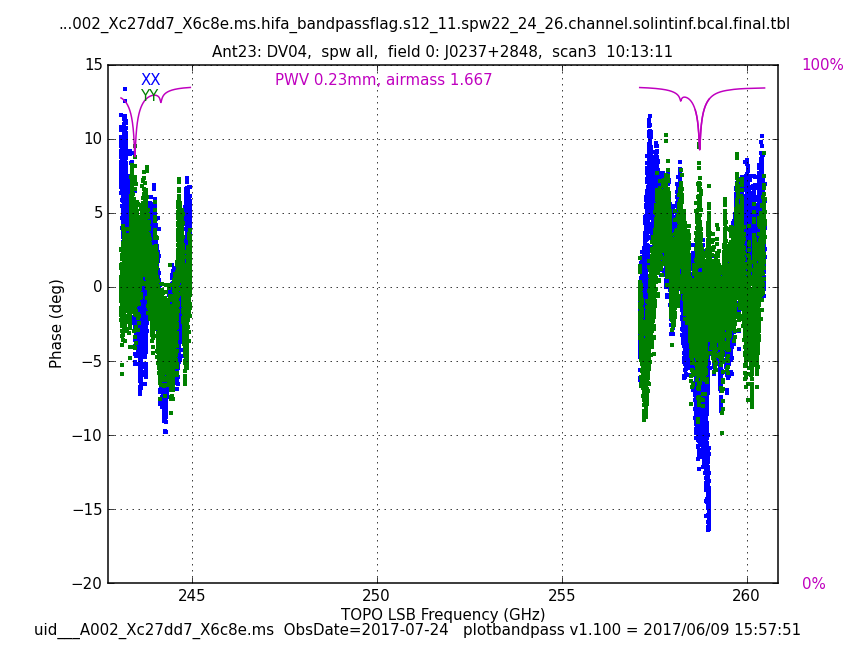 ...002_Xc27dd7_X6c8e.ms.hifa_bandpassflag.s12_11.spw22_24_26.channel.solintinf.bcal.final.tbl
Ant23: DV04,  spw all,  field 0: J0237+2848,  scan3  10:13:11
15
100%
XX
PWV 0.23mm, airmass 1.667
YY
10
5
0
Phase (deg)
−5
−10
−15
−20
0%
245
250
255
260
TOPO LSB Frequency (GHz)
uid___A002_Xc27dd7_X6c8e.ms  ObsDate=2017-07-24   plotbandpass v1.100 = 2017/06/09 15:57:51